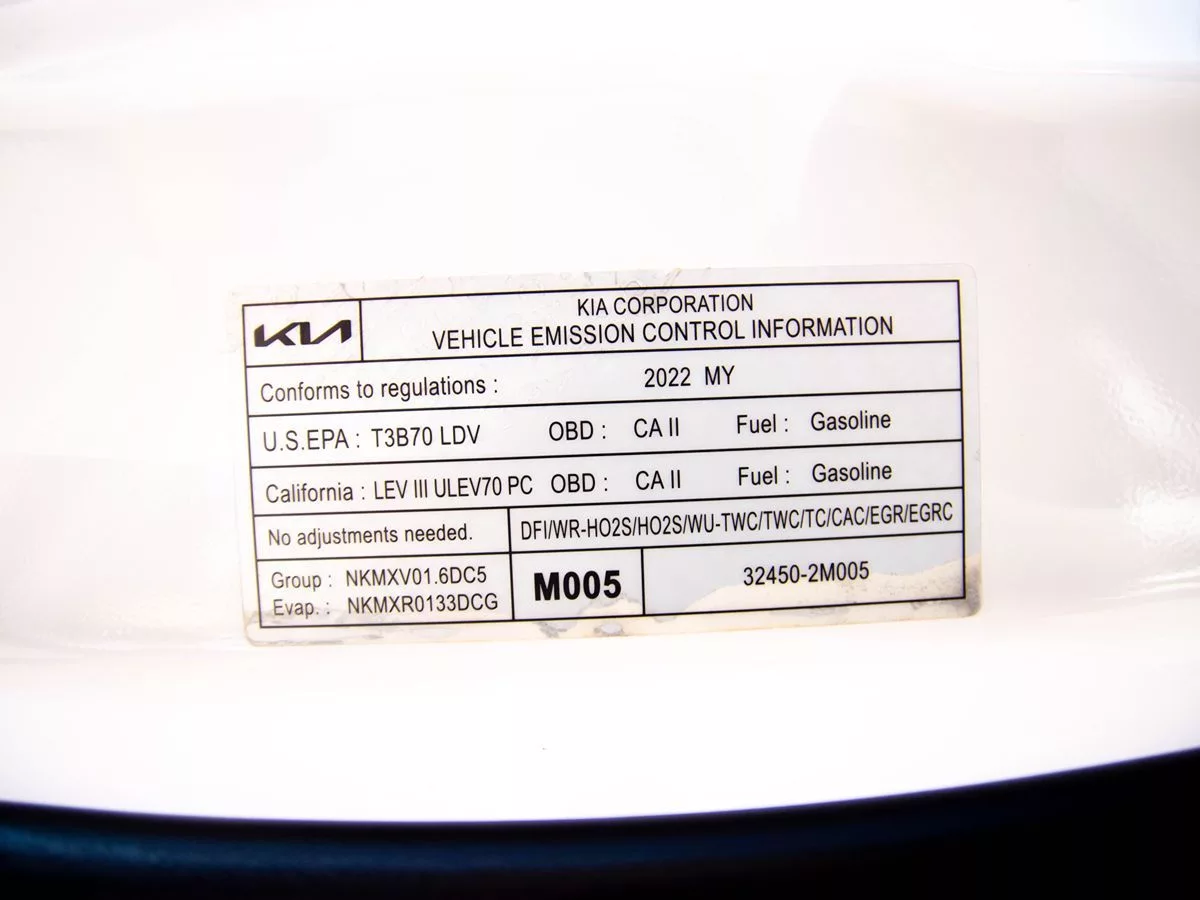 KIA
KIA CORPORATION
VEHICLE EMISSION CONTROL INFORMATION
Conforms to regulations : 2022 MY
U.S.EPA : T3B70 LDV OBD : CA II Fuel : Gasoline
California : LEV III ULEV70 PC OBD : CA II Fuel : Gasoline
No adjustments needed. DFI/WR-HO2S/HO2S/WU-TWC/TWC/TC/CAC/EGR/EGRC
Group : NKMXV01.6DC5
Evap. : NKMXR0133DCG
M005
32450-2M005